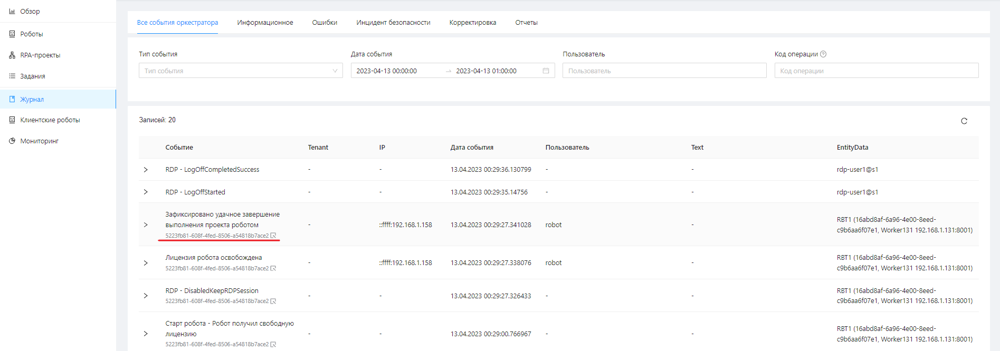 Обзор
Роботы
RPA-проекты
Задания
Журнал
Клиентские роботы
Мониторинг
Все события оркестратора Информационное Ошибки Инцидент безопасности Корректировка Отчеты
Тип события Дата события Пользователь Код операции
Тип события 2023-04-13 00:00:00 → 2023-04-13 01:00:00 Пользователь Код операции
Записей: 20
Событие Tenant IP Дата события Пользователь Text EntityData
RDP - LogOffCompletedSuccess - - 13.04.2023 00:29:36.130799 - - rdp-user1@s1
RDP - LogOffStarted - - 13.04.2023 00:29:35.14756 - - rdp-user1@s1
Зафиксировано удачное завершение
выполнения проекта роботом
5223fb81-608f-4fed-8506-a54818b7ace2
- ::ffff:192.168.1.158 13.04.2023 00:29:27.341028 robot -
RBT1 (16abd8af-6a96-4e00-8eed-
c9b6aa6f07e1, Worker131 192.168.1.131:8001)
Лицензия робота освобождена
5223fb81-608f-4fed-8506-a54818b7ace2
- ::ffff:192.168.1.158 13.04.2023 00:29:27.338076 robot -
RBT1 (16abd8af-6a96-4e00-8eed-
c9b6aa6f07e1, Worker131 192.168.1.131:8001)
RDP - DisabledKeepRDPSession
5223fb81-608f-4fed-8506-a54818b7ace2
- - 13.04.2023 00:29:27.326433 - -
RBT1 (16abd8af-6a96-4e00-8eed-
c9b6aa6f07e1, Worker131 192.168.1.131:8001)
Старт робота - Робот получил свободную
лицензию
5223fb81-608f-4fed-8506-a54818b7ace2
- - 13.04.2023 00:29:00.766967 - -
RBT1 (16abd8af-6a96-4e00-8eed-
c9b6aa6f07e1, Worker131 192.168.1.131:8001)